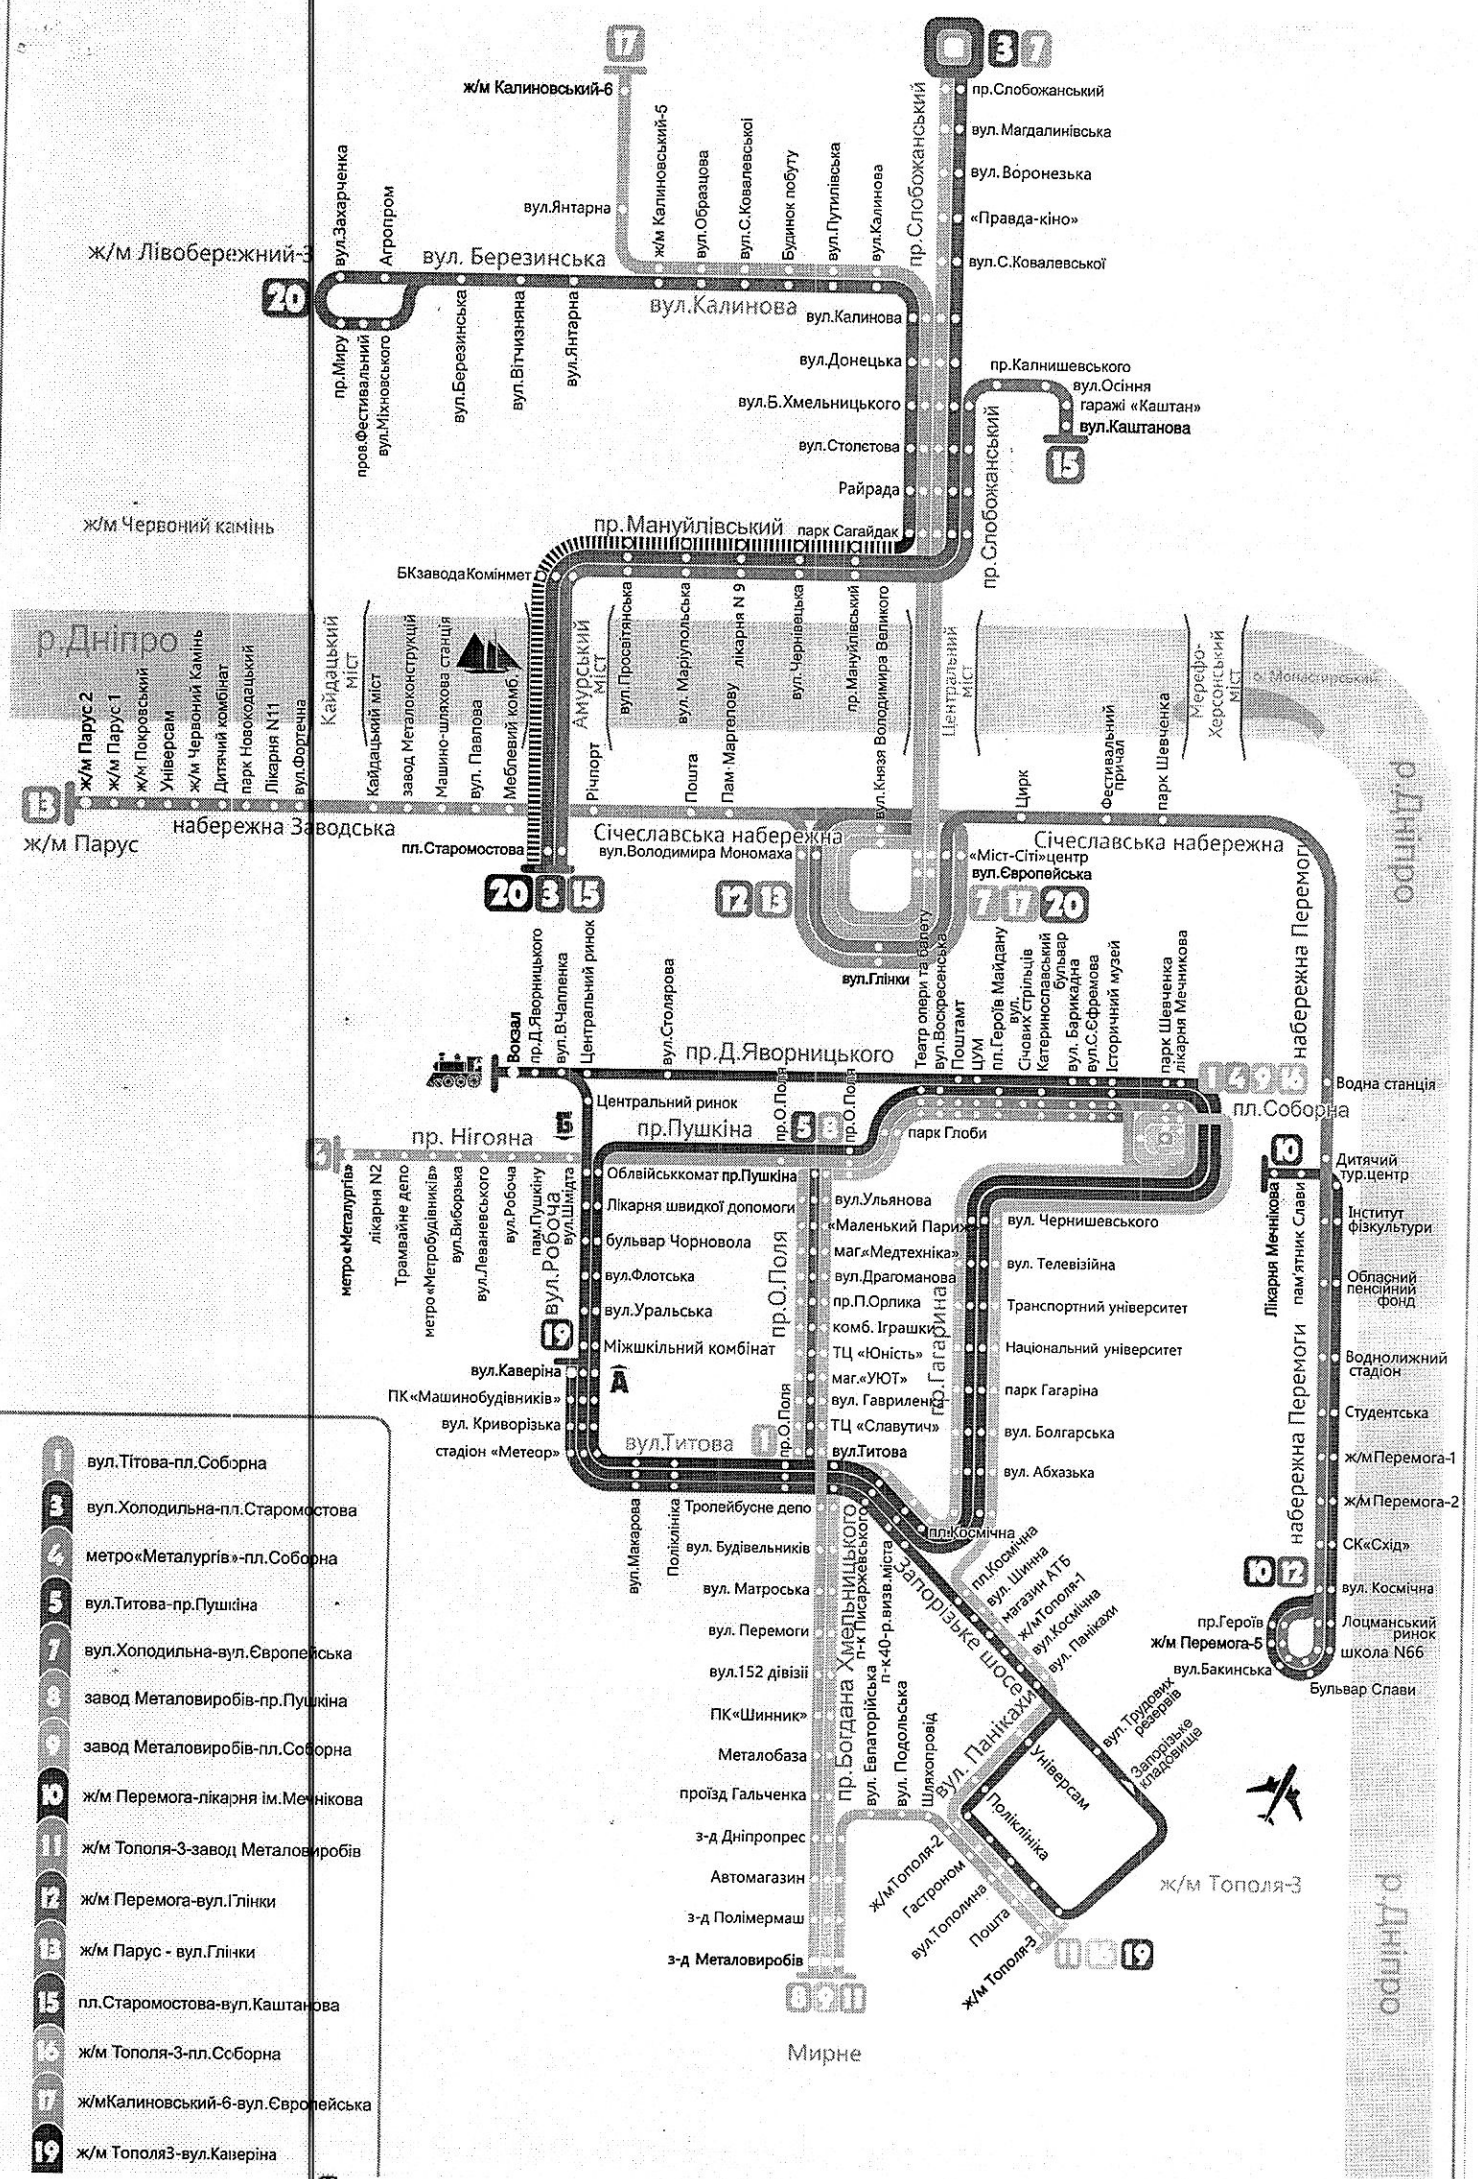 17
3 7
ж/м Калиновський-6
вул.Янтарна
ж/м Калиновський-5
вул.Образцова
вул.С.Ковалевської
Будинок побуту
вул.Путилівська
вул.Калинова
пр.Слобожанський
пр.Слобожанський
вул. Магдалинівська
вул. Воронезька
«Правда-кіно»
вул.С.Ковалевської
ж/м Лівобережний-3
20
вул.Захарченка
Агропром
вул. Березинська
пр.Миру
пров.Фестивальний
вул.Міхновського
вул.Березинська
вул.Вітчизняна
вул.Янтарна
вул.Калинова
вул.Калинова
вул.Донецька
вул.Б.Хмельницького
вул.Столєтова
Райрада
парк Сагайдак
пр.Калнишевського
вул.Осіння
гаражі «Каштан»
вул.Каштанова
15
пр.Слобожанський
ж/м Червоний камінь
пр.Мануйлівський
БКзаводаКомінмет
вул.Просвітянська
вул. Маріупольська
лікарня N 9
вул.Чернівецька
пр.Мануйлівський
вул.Князя Володимира Великого
р.Дніпро
Кайдацький
міст
Амурський
міст
Центральний
міст
Мерефо-
Херсонський
міст
о. Монастирський
р.Дніпро
ж/м Парус 2
ж/м Парус 1
ж/м Покровський
Універсам
ж/м Червоний Камінь
Дитячий комбінат
парк Новокодацький
Лікарня N11
вул.Фортечна
Кайдацький міст
завод Металоконструкцій
Машино-шляхова станція
вул. Павлова
Меблевий комб.
Річпорт
Пошта
Пам.Маргелову
Цирк
Фестивальний
причал
парк Шевченка
13
ж/м Парус
набережна Заводська
пл.Старомостова
Січеславська набережна
вул.Володимира Мономаха
«Міст-Сіті»центр
вул.Європейська
Січеславська набережна
20 3 15
12 13
7 17 20
вул.Глінки
набережна Перемоги
Вокзал
пр.Д.Яворницького
вул.В.Чапленка
Центральний ринок
вул.Столярова
пр.Д.Яворницького
Театр опери та балету
вул.Воскресенська
Поштамт
ЦУМ
пл.Героїв Майдану
вул.
Січових стрільців
Катеринославський
бульвар
вул. Барикадна
вул.С.Єфремова
Історичний музей
парк Шевченка
лікарня Мечникова
1 4 9 16
пл.Соборна
Водна станція
Центральний ринок
Б
пр.Пушкіна
пр.О.Поля
5 8
пр.О.Поля
парк Глоби
4
пр. Нігояна
метро«Металургів»
лікарня N2
Трамвайне депо
метро«Метробудівників»
вул.Виборзька
вул.Леваневського
вул.Робоча
пам.Пушкіну
вул.Шмідта
вул.Робоча
Облвійськкомат
пр.Пушкіна
Лікарня швидкої допомоги
бульвар Чорновола
вул.Флотська
вул.Уральська
Міжшкільний комбінат
19
А
вул.Каверіна
ПК«Машинобудівників»
вул. Криворізька
стадіон «Метеор»
вул.Титова
1
пр.О.Поля
пр.О.Поля
вул.Ульянова
«Маленький Париж»
маг.«Медтехніка»
вул.Драгоманова
пр.П.Орлика
комб. Іграшки
ТЦ «Юність»
маг.«УЮТ»
вул. Гавриленка
ТЦ «Славутич»
вул.Титова
пр.Гагарина
вул. Чернишевського
вул. Телевізійна
Транспортний університет
Національний університет
парк Гагаріна
вул. Болгарська
вул. Абхазька
10
Лікарня Мечнікова
пам'ятник Слави
Дитячий
тур.центр
Інститут
фізкультури
Обласний
пенсійний
фонд
Воднолижний
стадіон
Студентська
ж/мПеремога-1
ж/мПеремога-2
СК«Схід»
вул. Космічна
набережна Перемоги
10 12
пр.Героїв
ж/м Перемога-5
вул.Бакинська
Лоцманський
ринок
школа N66
Бульвар Слави
вул.Макарова
Поліклініка
Тролейбусне депо
вул. Будівельників
вул. Матроська
вул. Перемоги
вул.152 дівізії
ПК«Шинник»
Металобаза
проїзд Гальченка
з-д Дніпропрес
Автомагазин
з-д Полімермаш
з-д Металовиробів
8 9 11
Мирне
пр.Богдана Хмельницького
п-к Писаржевського
п-к40-р.визв.міста
пл.Космічна
Запорізьке шосе
пл.Космічна
вул. Шинна
магазин АТБ
ж/мТополя-1
вул.Космічна
вул. Панікахи
вул. Панікахи
вул. Евпаторійська
вул. Подольська
Шляхопровід
вул.Трудових
резервів
Запорізьке
кладовище
Універсам
Поліклініка
ж/мТополя-2
Гастроном
вул.Тополина
Пошта
ж/м Тополя-3
11 16 19
ж/м Тополя-3
р.Дніпро
1 вул.Тітова-пл.Соборна
3 вул.Холодильна-пл.Старомостова
4 метро«Металургів»-пл.Соборна
5 вул.Титова-пр.Пушкіна
7 вул.Холодильна-вул.Європейська
8 завод Металовиробів-пр.Пушкіна
9 завод Металовиробів-пл.Соборна
10 ж/м Перемога-лікарня ім.Мечнікова
11 ж/м Тополя-3-завод Металовиробів
12 ж/м Перемога-вул.Глінки
13 ж/м Парус - вул.Глінки
15 пл.Старомостова-вул.Каштанова
16 ж/м Тополя-3-пл.Соборна
17 ж/мКалиновський-6-вул.Європейська
19 ж/м Тополя3-вул.Каверіна